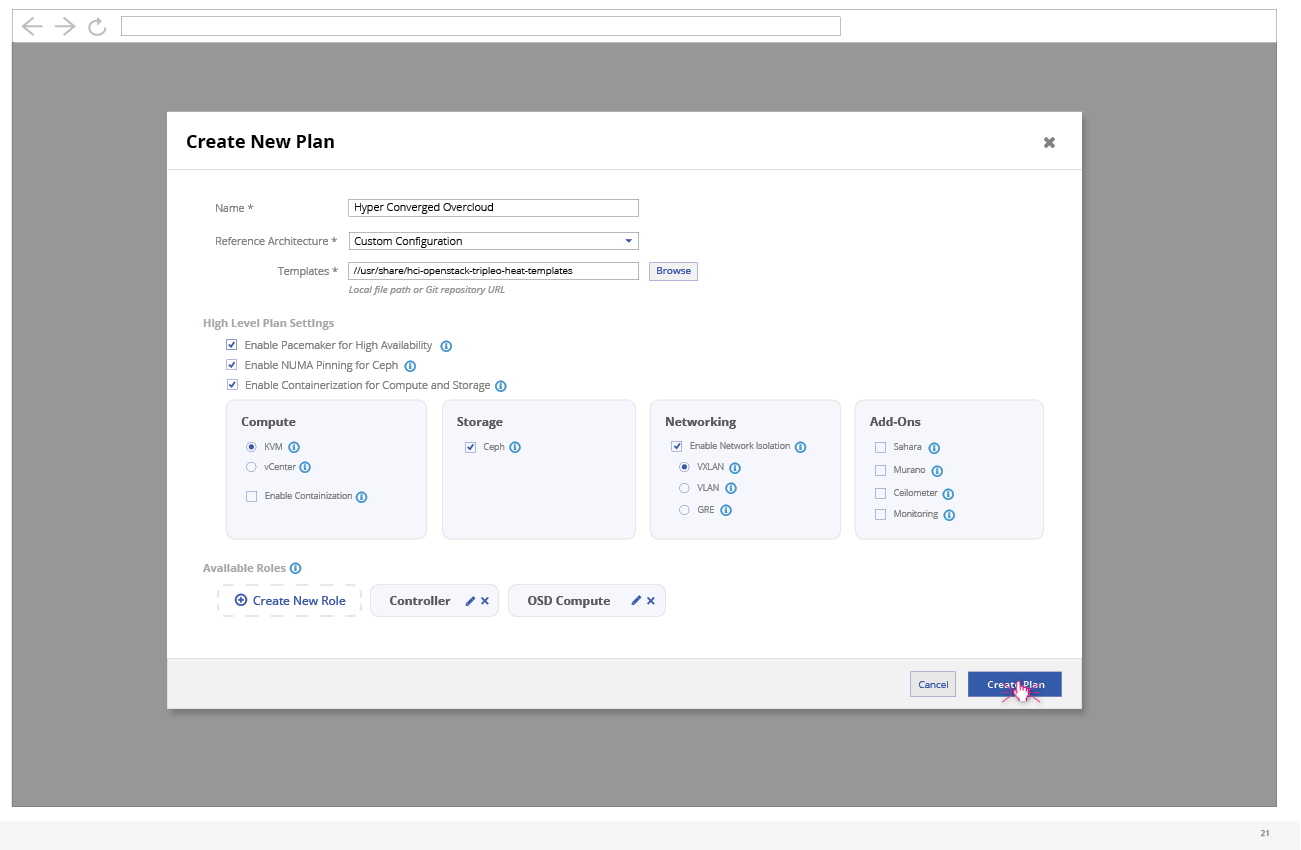 Create New Plan
Name *
Hyper Converged Overcloud
Reference Architecture *
Custom Configuration
Templates *
//usr/share/hci-openstack-tripleo-heat-templates
Browse
Local file path or Git repository URL
High Level Plan Settings
Enable Pacemaker for High Availability
Enable NUMA Pinning for Ceph
Enable Containerization for Compute and Storage
Compute
KVM
vCenter
Enable Containization
Storage
Ceph
Networking
Enable Network Isolation
VXLAN
VLAN
GRE
Add-Ons
Sahara
Murano
Ceilometer
Monitoring
Available Roles
Create New Role
Controller
OSD Compute
Cancel
Create Plan
21